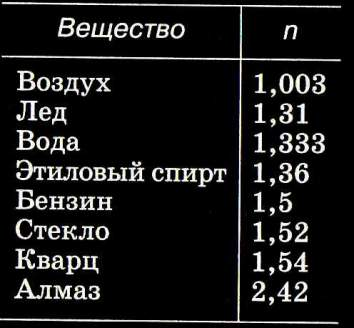 Вещество n
Воздух 1,003
Лед 1,31
Вода 1,333
Этиловый спирт 1,36
Бензин 1,5
Стекло 1,52
Кварц 1,54
Алмаз 2,42